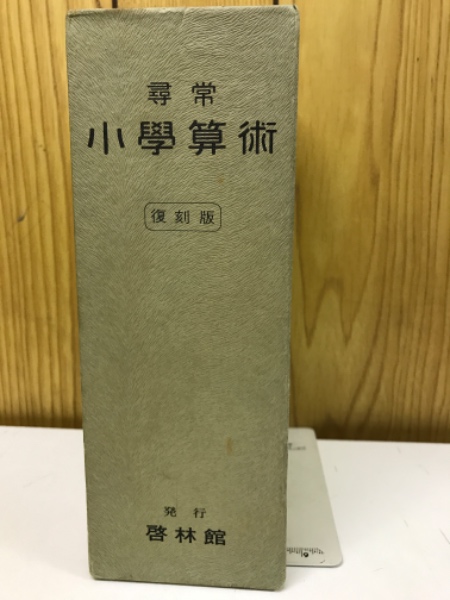 尋常
小學算術
復刻版
発行
啓林館